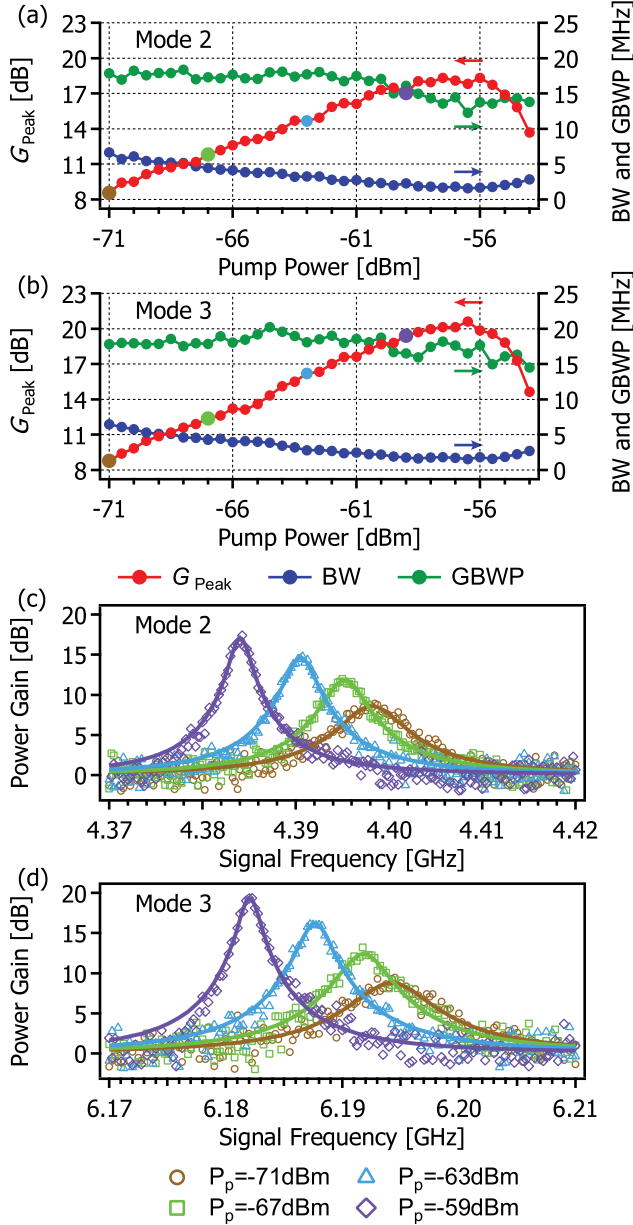 (a)
Mode 2
G Peak [dB]
23
20
17
14
11
8
25
20
15
10
5
0
BW and GBWP [MHz]
-71
-66
-61
-56
Pump Power [dBm]
(b)
Mode 3
G Peak [dB]
23
20
17
14
11
8
25
20
15
10
5
0
BW and GBWP [MHz]
-71
-66
-61
-56
Pump Power [dBm]
G Peak BW GBWP
(c)
Mode 2
Power Gain [dB]
20
15
10
5
0
4.37 4.38 4.39 4.40 4.41 4.42
Signal Frequency [GHz]
(d)
Mode 3
Power Gain [dB]
20
15
10
5
0
6.17 6.18 6.19 6.20 6.21
Signal Frequency [GHz]
Pp=-71dBm Pp=-63dBm
Pp=-67dBm Pp=-59dBm